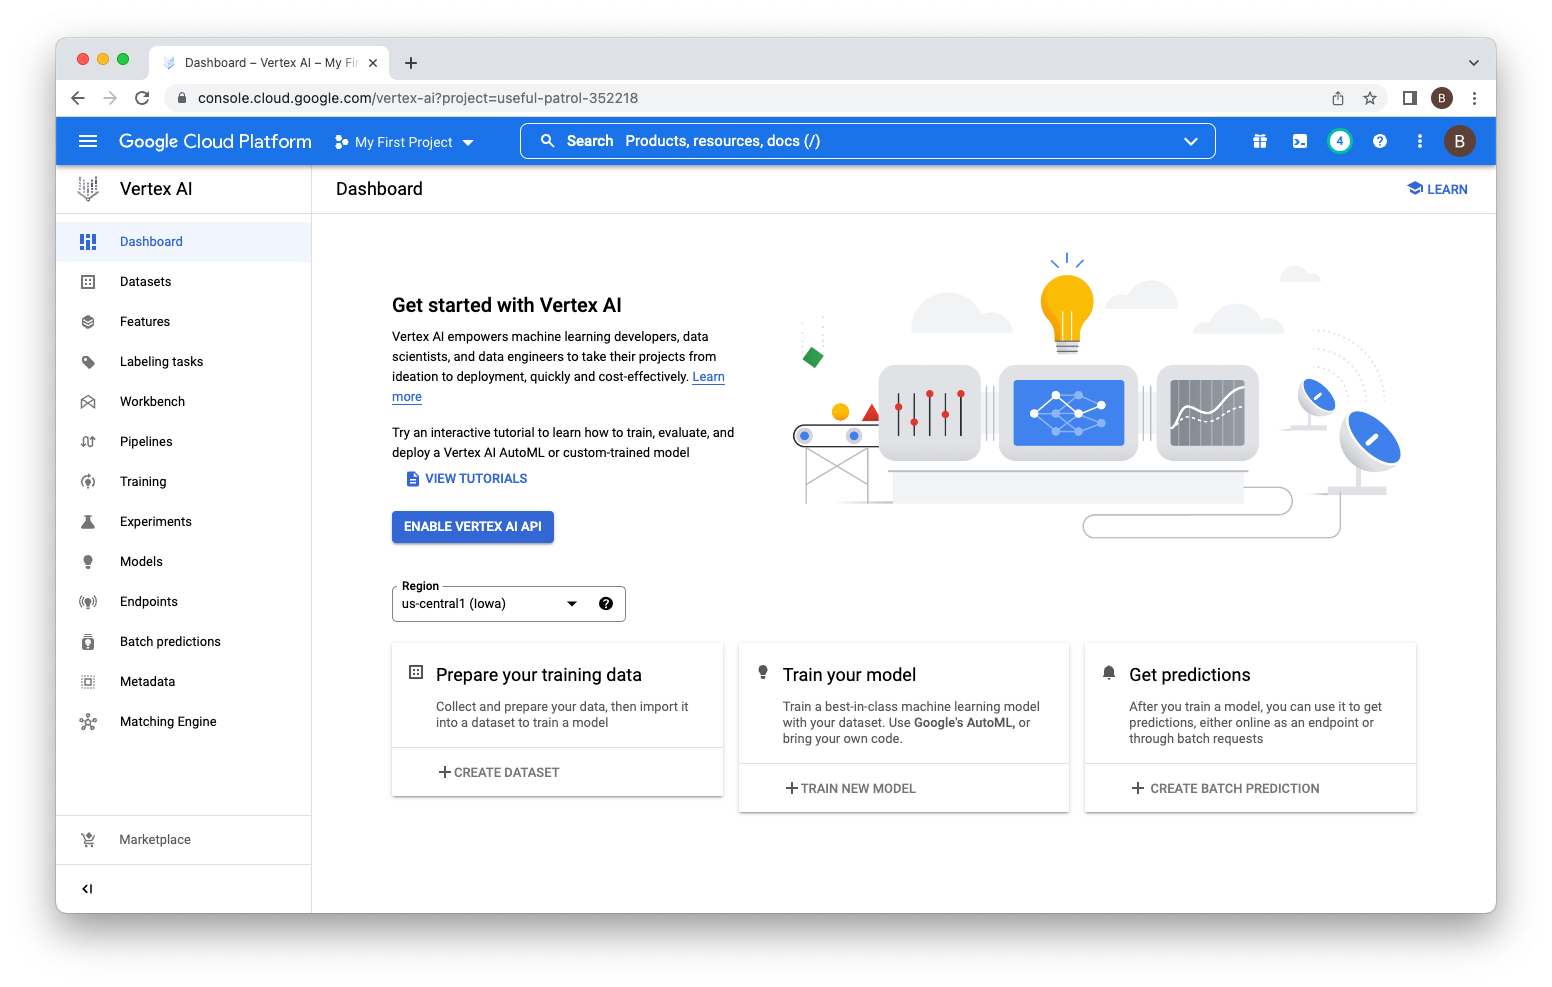 Dashboard – Vertex AI – My Fir
console.cloud.google.com/vertex-ai?project=useful-patrol-352218
B
Google Cloud Platform
My First Project
Search Products, resources, docs (/)
4
B
Vertex AI
Dashboard
LEARN
Dashboard
Datasets
Features
Labeling tasks
Workbench
Pipelines
Training
Experiments
Models
Endpoints
Batch predictions
Metadata
Matching Engine
Marketplace
Get started with Vertex AI
Vertex AI empowers machine learning developers, data
scientists, and data engineers to take their projects from
ideation to deployment, quickly and cost-effectively. Learn
more
Try an interactive tutorial to learn how to train, evaluate, and
deploy a Vertex AI AutoML or custom-trained model
VIEW TUTORIALS
ENABLE VERTEX AI API
Region
us-central1 (Iowa)
Prepare your training data
Collect and prepare your data, then import it
into a dataset to train a model
CREATE DATASET
Train your model
Train a best-in-class machine learning model
with your dataset. Use Google's AutoML, or
bring your own code.
TRAIN NEW MODEL
Get predictions
After you train a model, you can use it to get
predictions, either online as an endpoint or
through batch requests
CREATE BATCH PREDICTION